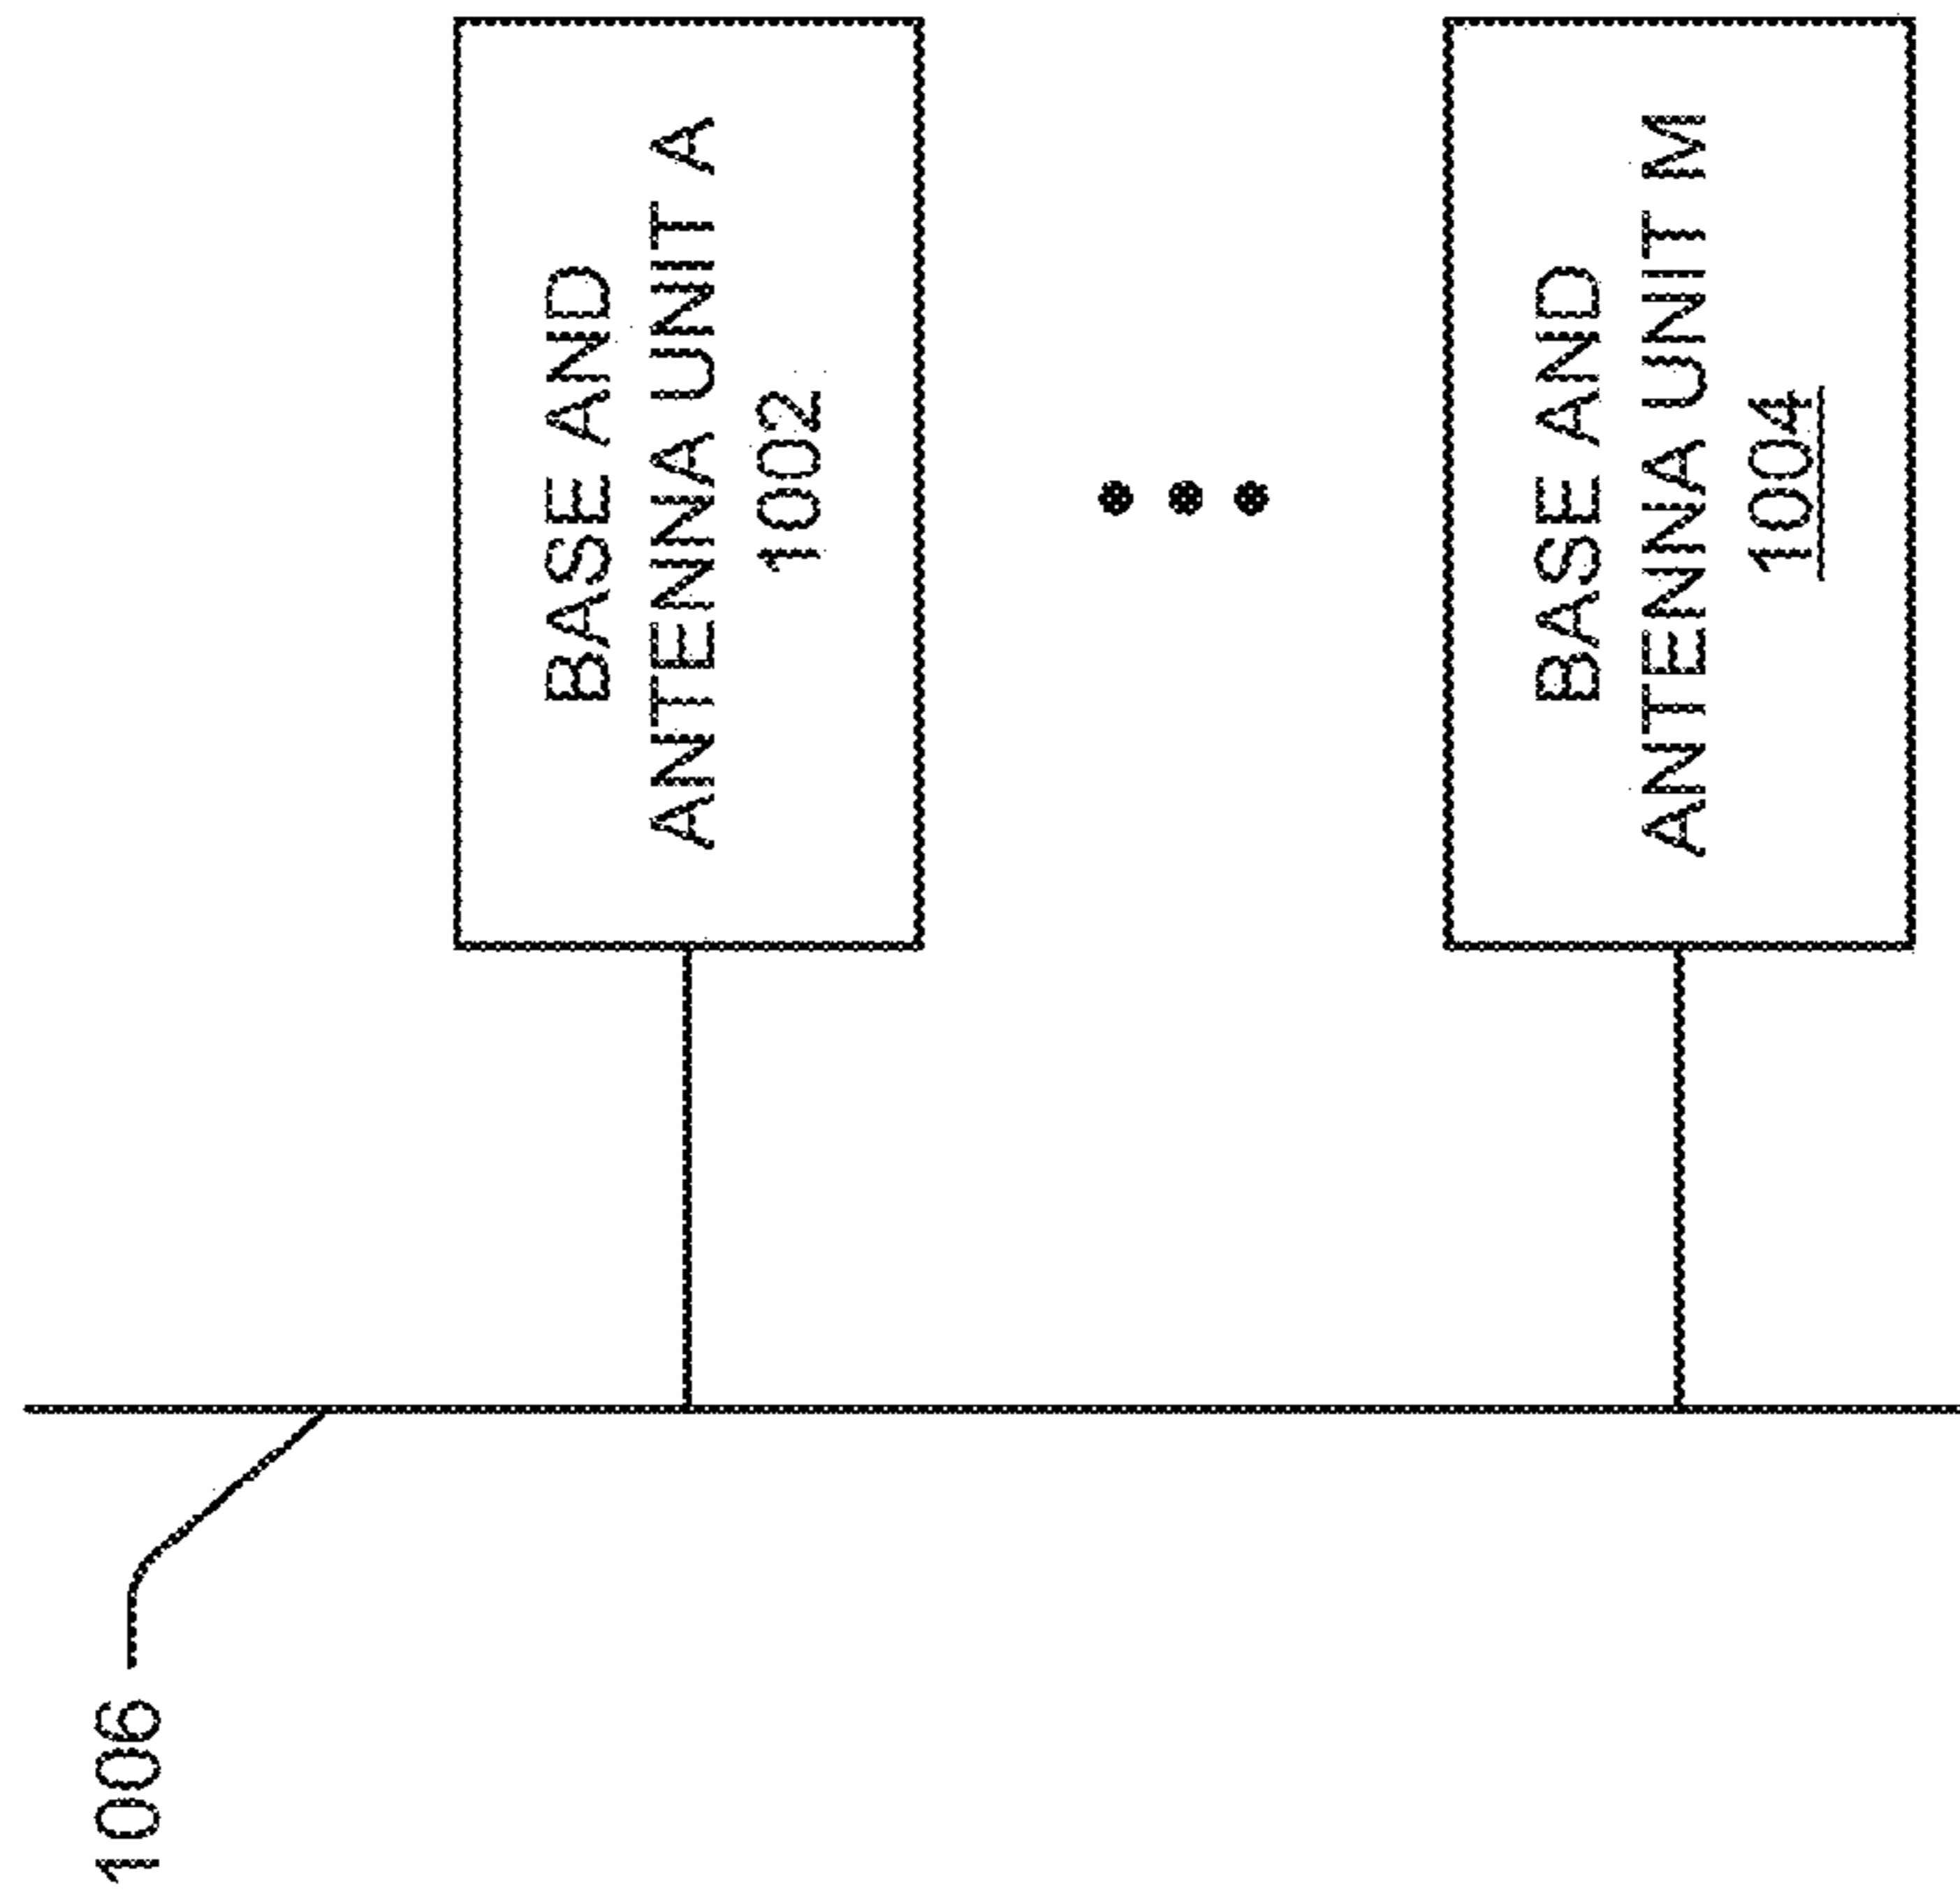 1006
BASE AND
ANTENNA UNIT A
1002
BASE AND
ANTENNA UNIT M
1004